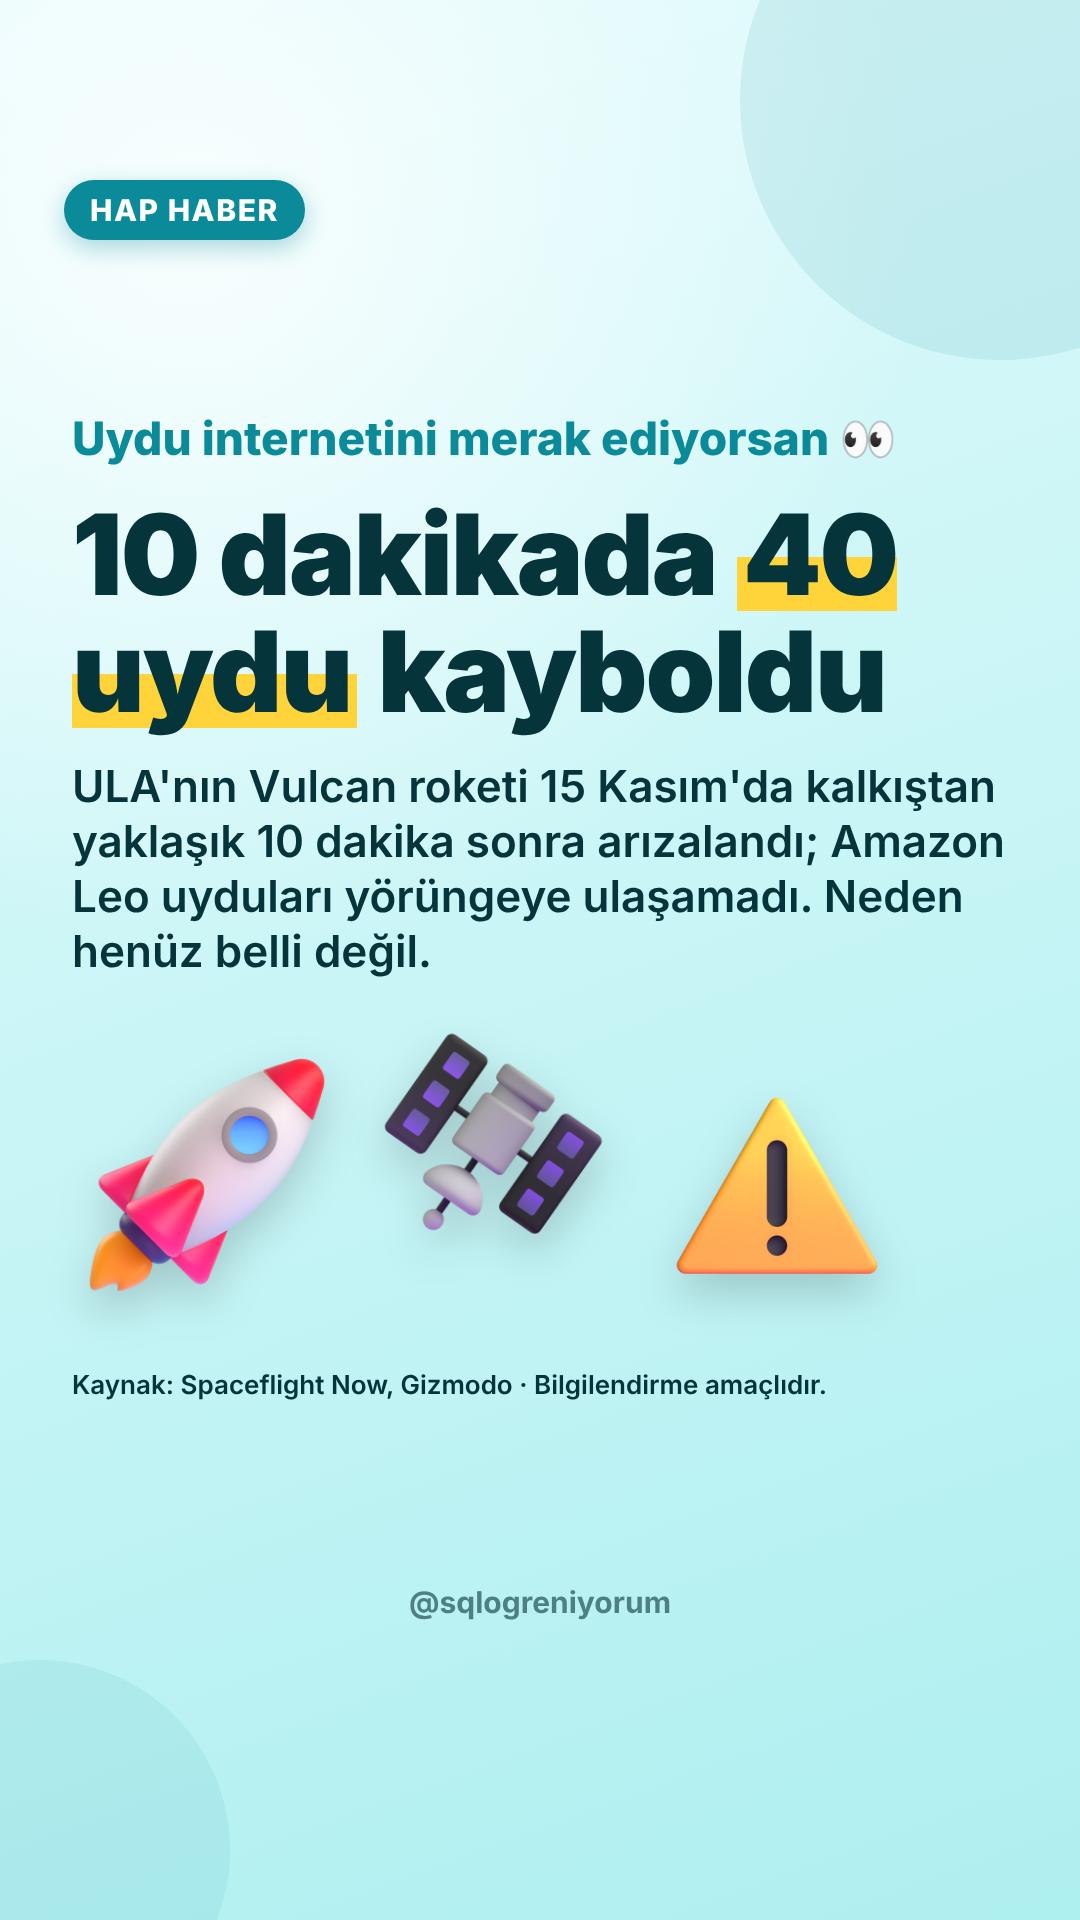 HAP HABER
Uydu internetini merak ediyorsan 👀
10 dakikada 40
uydu kayboldu
ULA'nın Vulcan roketi 15 Kasım'da kalkıştan
yaklaşık 10 dakika sonra arızalandı; Amazon
Leo uyduları yörüngeye ulaşamadı. Neden
henüz belli değil.
Kaynak: Spaceflight Now, Gizmodo · Bilgilendirme amaçlıdır.
@sqlogreniyorum